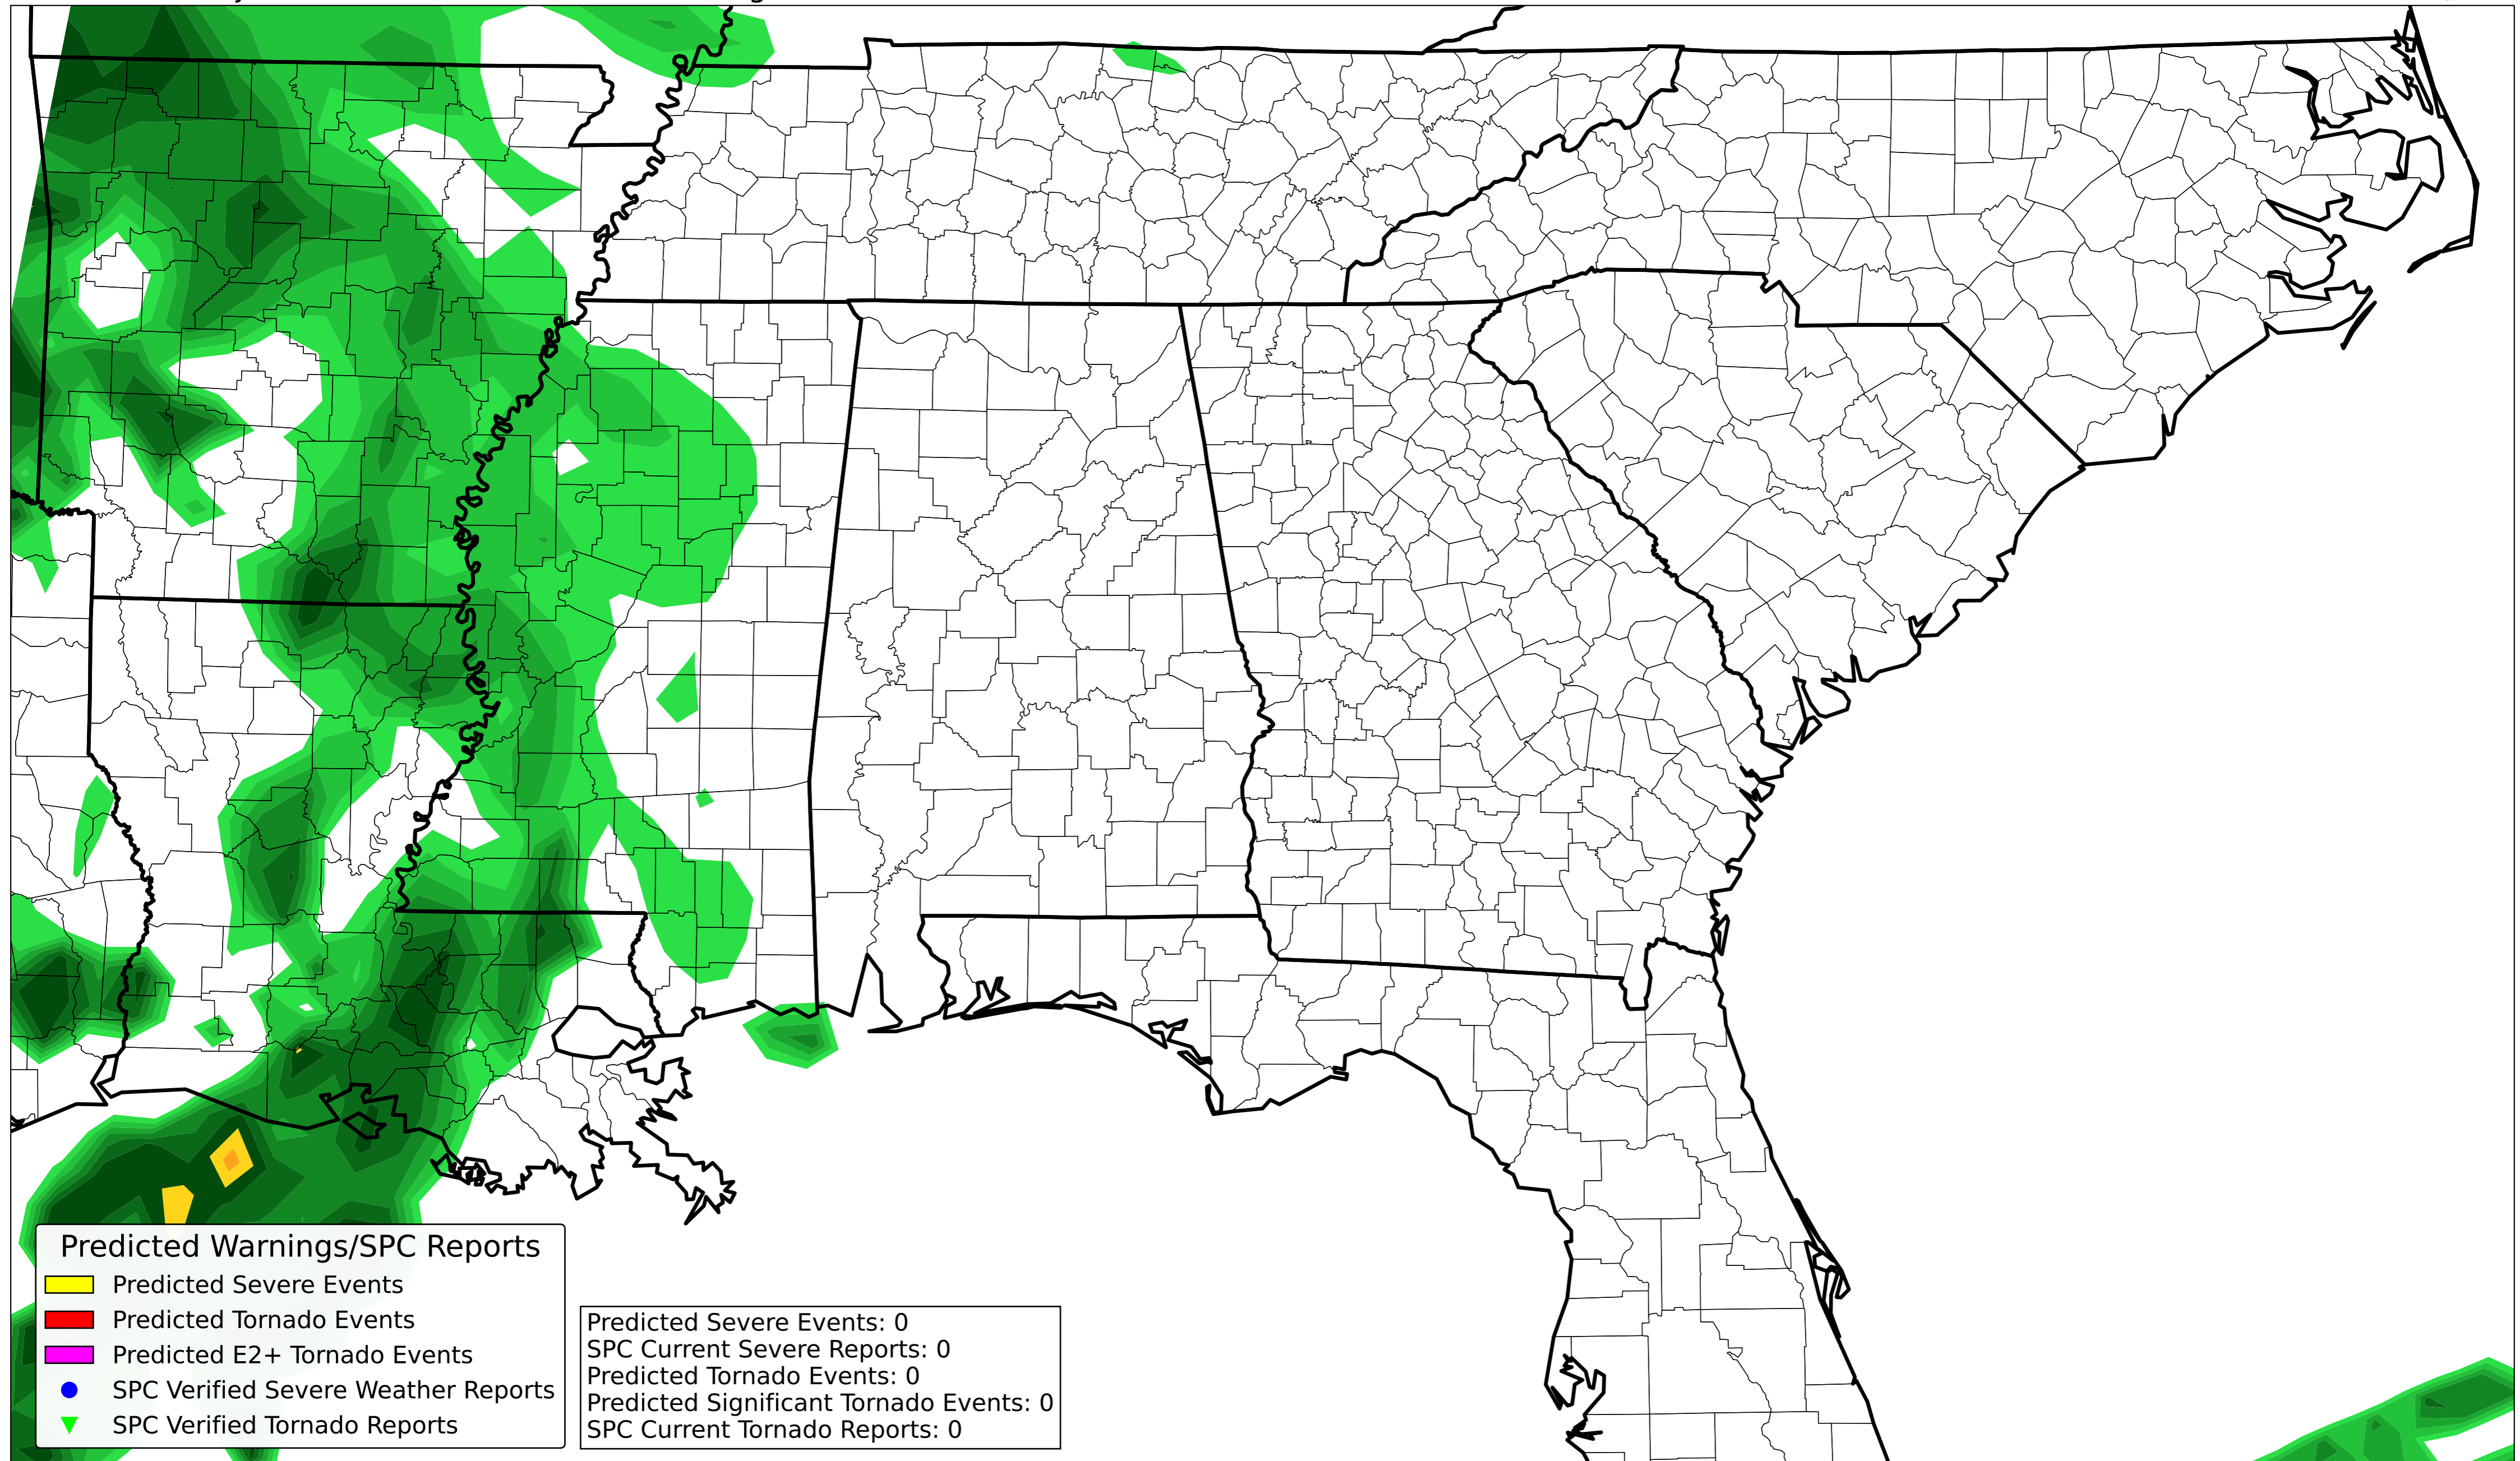 Predicted Warnings/SPC Reports
Predicted Severe Events
Predicted Tornado Events
Predicted E2+ Tornado Events
SPC Verified Severe Weather Reports
SPC Verified Tornado Reports
Predicted Severe Events: 0
SPC Current Severe Reports: 0
Predicted Tornado Events: 0
Predicted Significant Tornado Events: 0
SPC Current Tornado Reports: 0